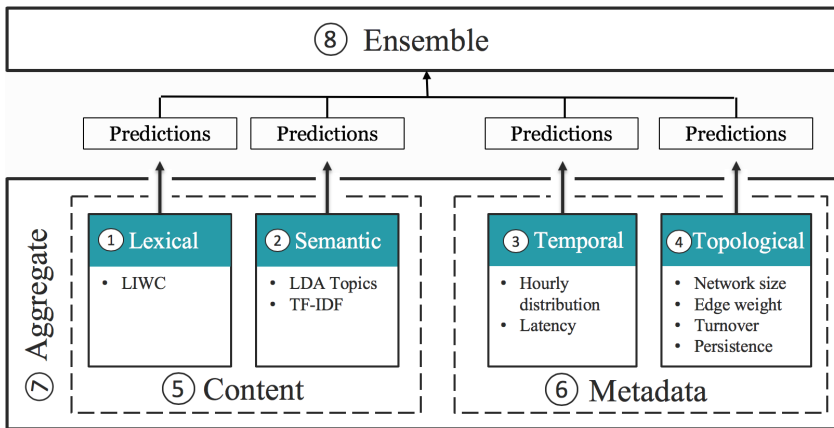 ⑧ Ensemble
Predictions Predictions Predictions Predictions
① Lexical
• LIWC
② Semantic
• LDA Topics
• TF-IDF
⑤ Content
③ Temporal
• Hourly
distribution
• Latency
④ Topological
• Network size
• Edge weight
• Turnover
• Persistence
⑥ Metadata
⑦ Aggregate